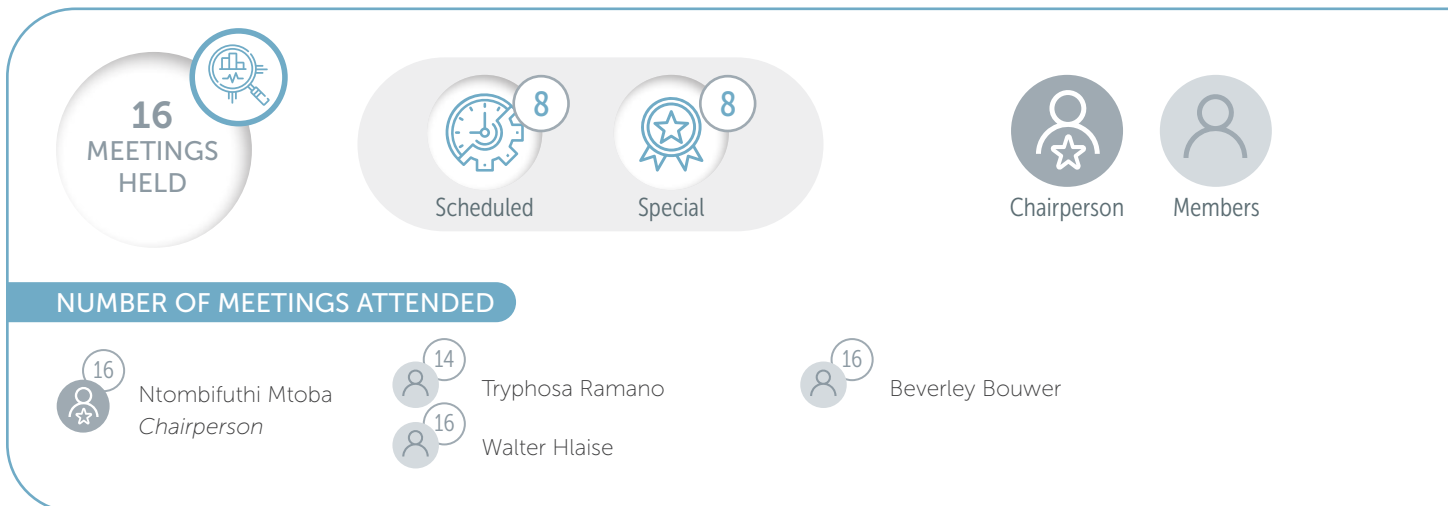 16
MEETINGS
HELD
8
8
Scheduled
Special
Chairperson
Members
NUMBER OF MEETINGS ATTENDED
16
Ntombifuthi Mtoba
Chairperson
14
Tryphosa Ramano
16
Walter Hlaise
16
Beverley Bouwer